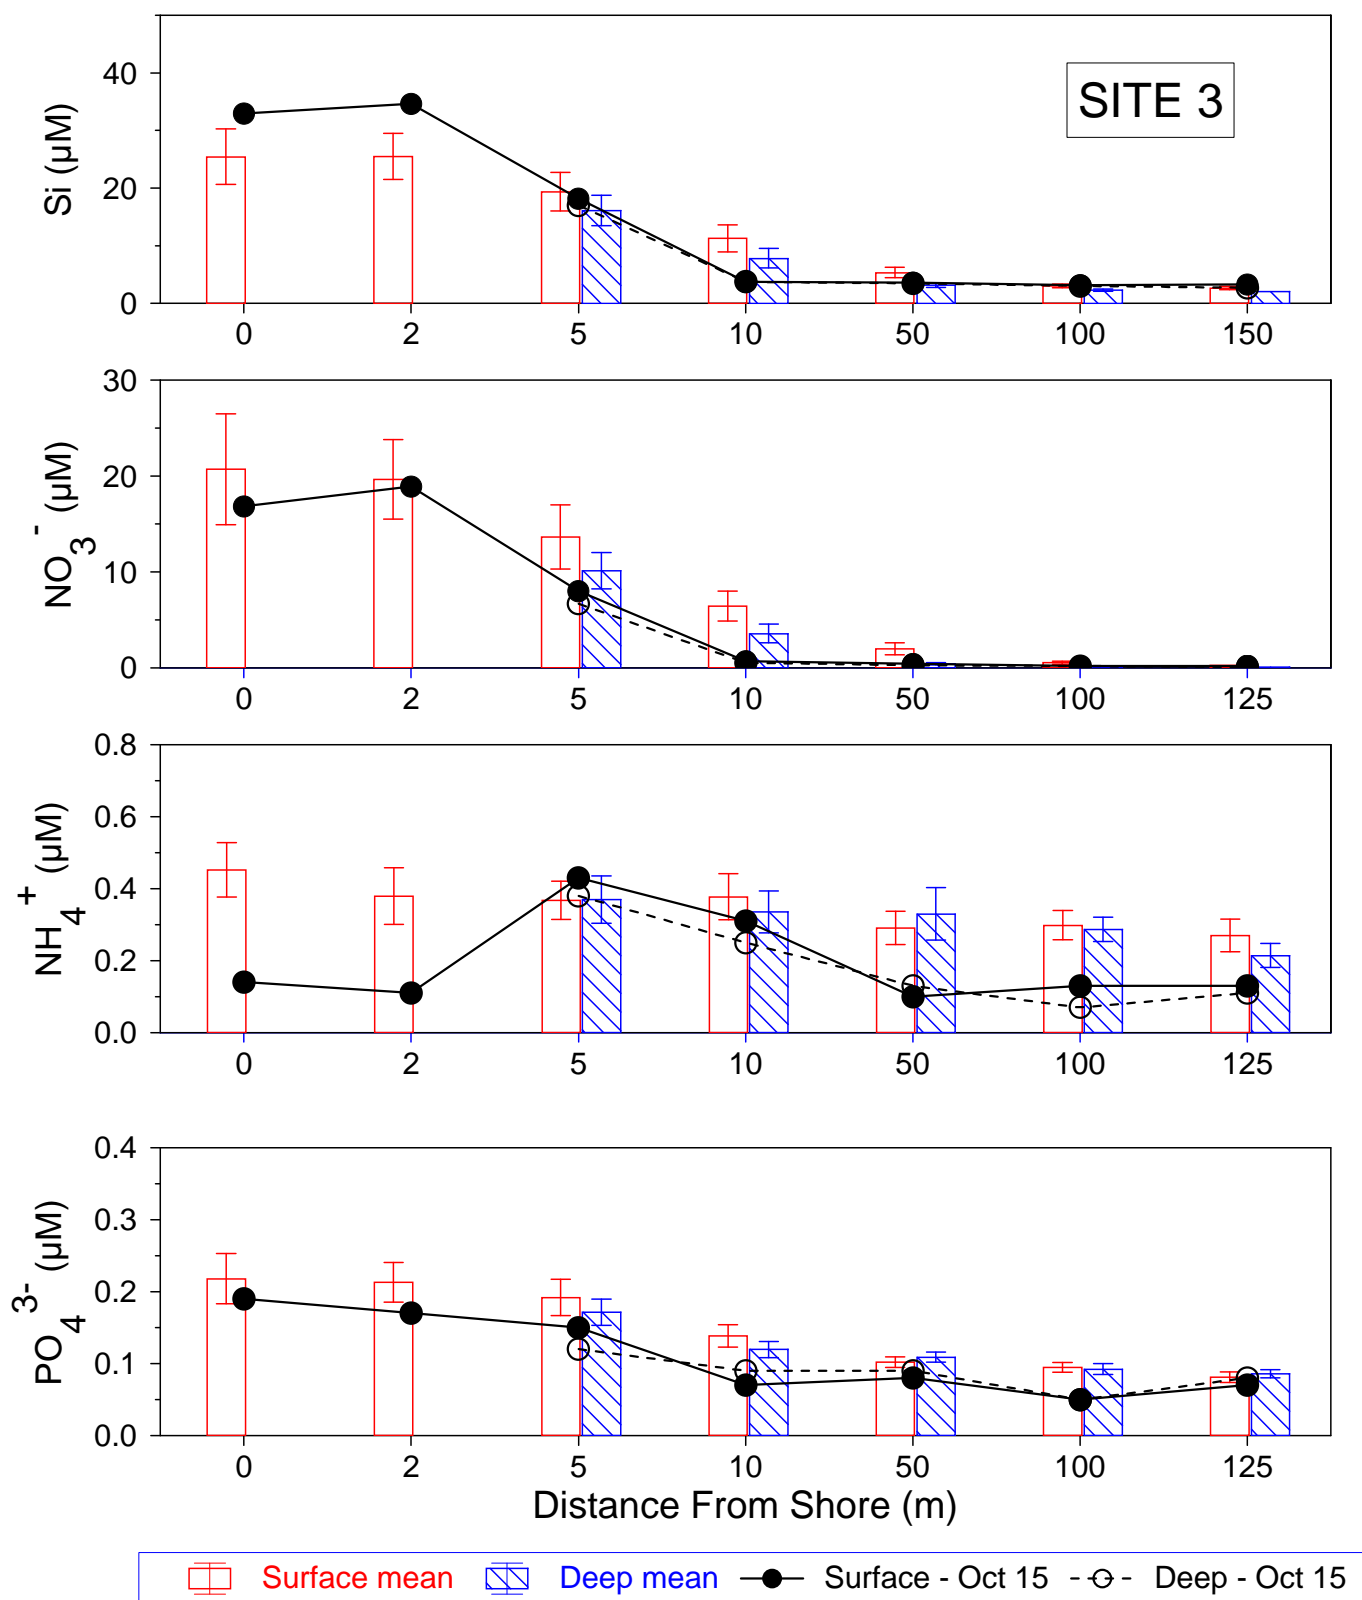 SITE 3
Si (µM)
40
20
0
0 2 5 10 50 100 150
NO3- (µM)
30
20
10
0
0 2 5 10 50 100 125
NH4+ (µM)
0.8
0.6
0.4
0.2
0.0
0 2 5 10 50 100 125
PO43- (µM)
0.4
0.3
0.2
0.1
0.0
0 2 5 10 50 100 125
Distance From Shore (m)
Surface mean Deep mean Surface - Oct 15 Deep - Oct 15